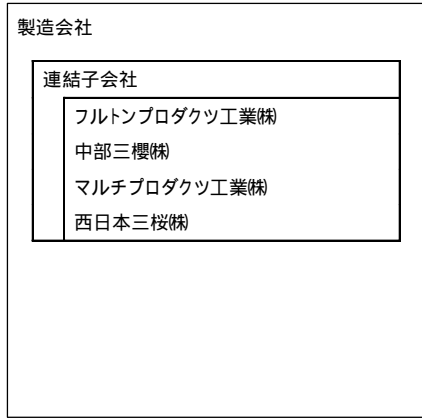 製造会社
連結子会社
フルトンプロダクツ工業㈱
中部三櫻㈱
マルチプロダクツ工業㈱
西日本三桜㈱